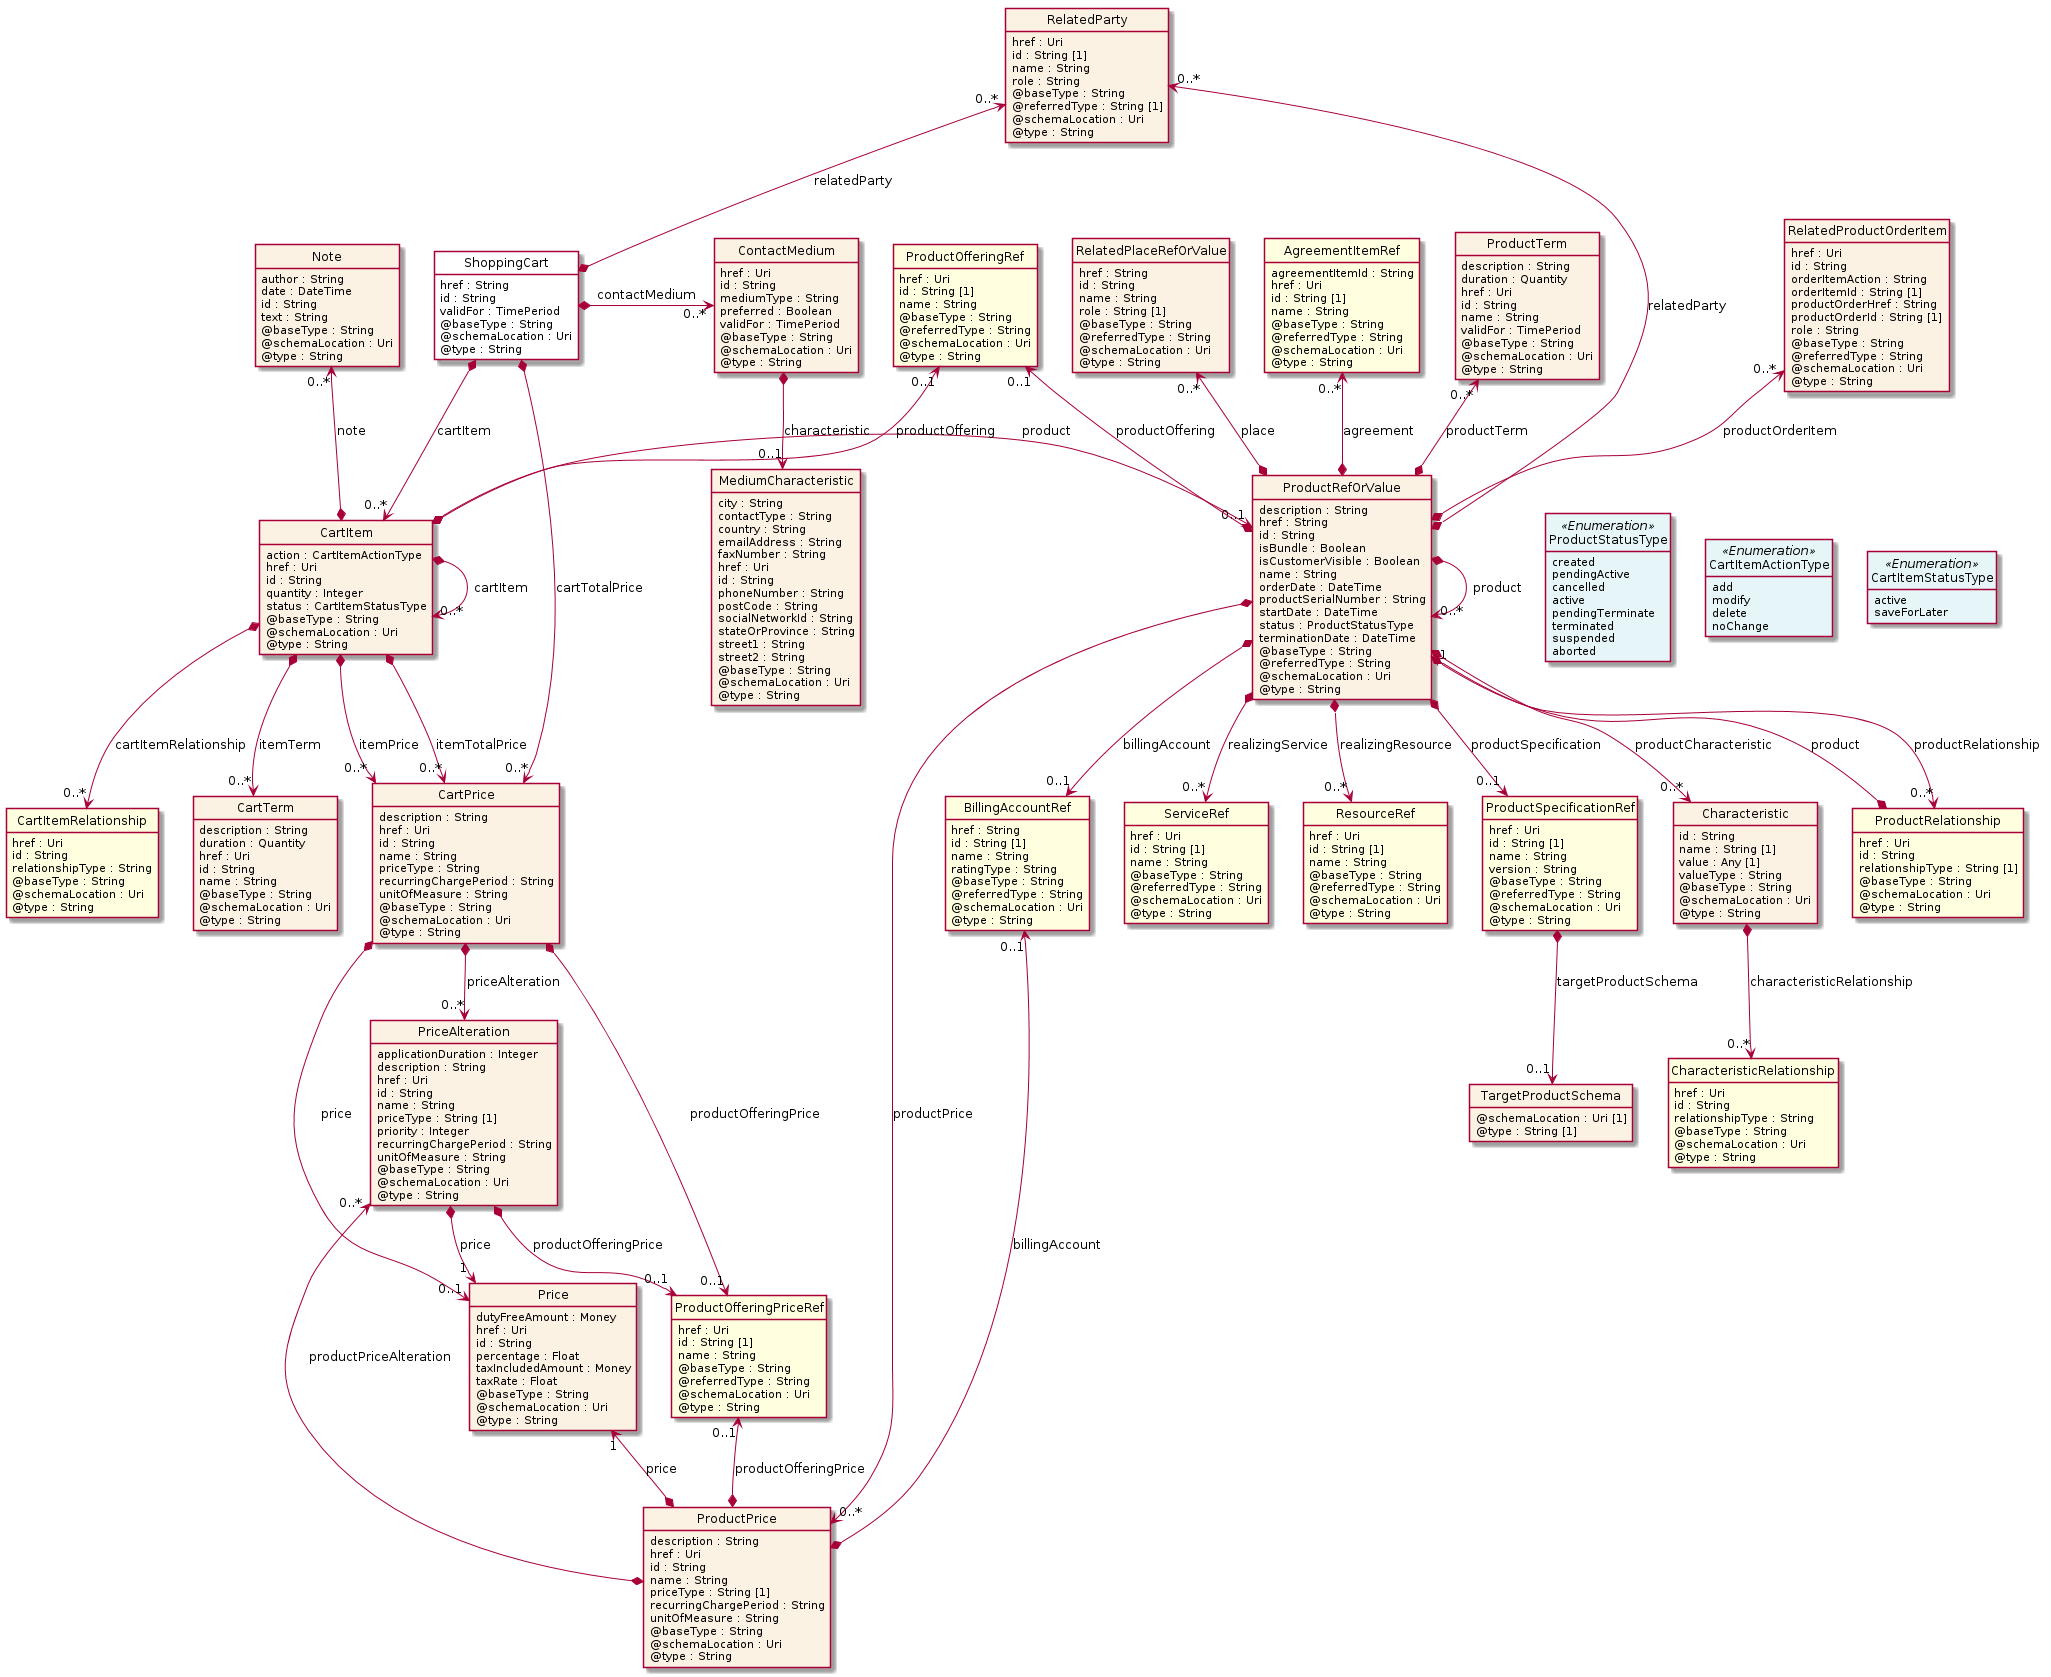 RelatedParty
href : Uri
id : String [1]
name : String
role : String
@baseType : String
@referredType : String [1]
@schemaLocation : Uri
@type : String
0..*
0..*
relatedParty
relatedParty
Note
author : String
date : DateTime
id : String
text : String
@baseType : String
@schemaLocation : Uri
@type : String
0..*
note
ShoppingCart
href : String
id : String
validFor : TimePeriod
@baseType : String
@schemaLocation : Uri
@type : String
contactMedium
0..*
cartItem
0..*
cartTotalPrice
0..*
ContactMedium
href : Uri
id : String
mediumType : String
preferred : Boolean
validFor : TimePeriod
@baseType : String
@schemaLocation : Uri
@type : String
characteristic
0..1
ProductOfferingRef
href : Uri
id : String [1]
name : String
@baseType : String
@referredType : String
@schemaLocation : Uri
@type : String
0..1
0..1
productOffering
product
productOffering
0..1
RelatedPlaceRefOrValue
href : String
id : String
name : String
role : String [1]
@baseType : String
@referredType : String
@schemaLocation : Uri
@type : String
0..*
place
AgreementItemRef
agreementItemId : String
href : Uri
id : String [1]
name : String
@baseType : String
@referredType : String
@schemaLocation : Uri
@type : String
0..*
agreement
ProductTerm
description : String
duration : Quantity
href : Uri
id : String
name : String
validFor : TimePeriod
@baseType : String
@schemaLocation : Uri
@type : String
0..*
productTerm
RelatedProductOrderItem
href : Uri
id : String
orderItemAction : String
orderItemId : String [1]
productOrderHref : String
productOrderId : String [1]
role : String
@baseType : String
@referredType : String
@schemaLocation : Uri
@type : String
0..*
productOrderItem
CartItem
action : CartItemActionType
href : Uri
id : String
quantity : Integer
status : CartItemStatusType
@baseType : String
@schemaLocation : Uri
@type : String
cartItem
0..*
MediumCharacteristic
city : String
contactType : String
country : String
emailAddress : String
faxNumber : String
href : Uri
id : String
phoneNumber : String
postCode : String
socialNetworkId : String
stateOrProvince : String
street1 : String
street2 : String
@baseType : String
@schemaLocation : Uri
@type : String
ProductRefOrValue
description : String
href : String
id : String
isBundle : Boolean
isCustomerVisible : Boolean
name : String
orderDate : DateTime
productSerialNumber : String
startDate : DateTime
status : ProductStatusType
terminationDate : DateTime
@baseType : String
@referredType : String
@schemaLocation : Uri
@type : String
product
0..*
1
«Enumeration»
ProductStatusType
created
pendingActive
cancelled
active
pendingTerminate
terminated
suspended
aborted
«Enumeration»
CartItemActionType
add
modify
delete
noChange
«Enumeration»
CartItemStatusType
active
saveForLater
cartItemRelationship
0..*
itemTerm
0..*
itemPrice
0..*
itemTotalPrice
0..*
billingAccount
0..1
realizingService
0..*
realizingResource
0..*
productSpecification
0..1
productCharacteristic
0..*
product
productRelationship
0..*
CartItemRelationship
href : Uri
id : String
relationshipType : String
@baseType : String
@schemaLocation : Uri
@type : String
CartTerm
description : String
duration : Quantity
href : Uri
id : String
name : String
@baseType : String
@schemaLocation : Uri
@type : String
CartPrice
description : String
href : Uri
id : String
name : String
priceType : String
recurringChargePeriod : String
unitOfMeasure : String
@baseType : String
@schemaLocation : Uri
@type : String
BillingAccountRef
href : String
id : String [1]
name : String
ratingType : String
@baseType : String
@referredType : String
@schemaLocation : Uri
@type : String
0..1
ServiceRef
href : Uri
id : String [1]
name : String
@baseType : String
@referredType : String
@schemaLocation : Uri
@type : String
ResourceRef
href : Uri
id : String [1]
name : String
@baseType : String
@referredType : String
@schemaLocation : Uri
@type : String
ProductSpecificationRef
href : Uri
id : String [1]
name : String
version : String
@baseType : String
@referredType : String
@schemaLocation : Uri
@type : String
Characteristic
id : String
name : String [1]
value : Any [1]
valueType : String
@baseType : String
@schemaLocation : Uri
@type : String
ProductRelationship
href : Uri
id : String
relationshipType : String [1]
@baseType : String
@schemaLocation : Uri
@type : String
priceAlteration
0..*
targetProductSchema
0..1
characteristicRelationship
0..*
PriceAlteration
applicationDuration : Integer
description : String
href : Uri
id : String
name : String
priceType : String [1]
priority : Integer
recurringChargePeriod : String
unitOfMeasure : String
@baseType : String
@schemaLocation : Uri
@type : String
0..*
price
productOfferingPrice
productPrice
TargetProductSchema
@schemaLocation : Uri [1]
@type : String [1]
CharacteristicRelationship
href : Uri
id : String
relationshipType : String
@baseType : String
@schemaLocation : Uri
@type : String
price
1
0..1
productOfferingPrice
0..1
0..1
billingAccount
Price
dutyFreeAmount : Money
href : Uri
id : String
percentage : Float
taxIncludedAmount : Money
taxRate : Float
@baseType : String
@schemaLocation : Uri
@type : String
ProductOfferingPriceRef
href : Uri
id : String [1]
name : String
@baseType : String
@referredType : String
@schemaLocation : Uri
@type : String
productPriceAlteration
1
price
0..1
productOfferingPrice
0..*
ProductPrice
description : String
href : Uri
id : String
name : String
priceType : String [1]
recurringChargePeriod : String
unitOfMeasure : String
@baseType : String
@schemaLocation : Uri
@type : String